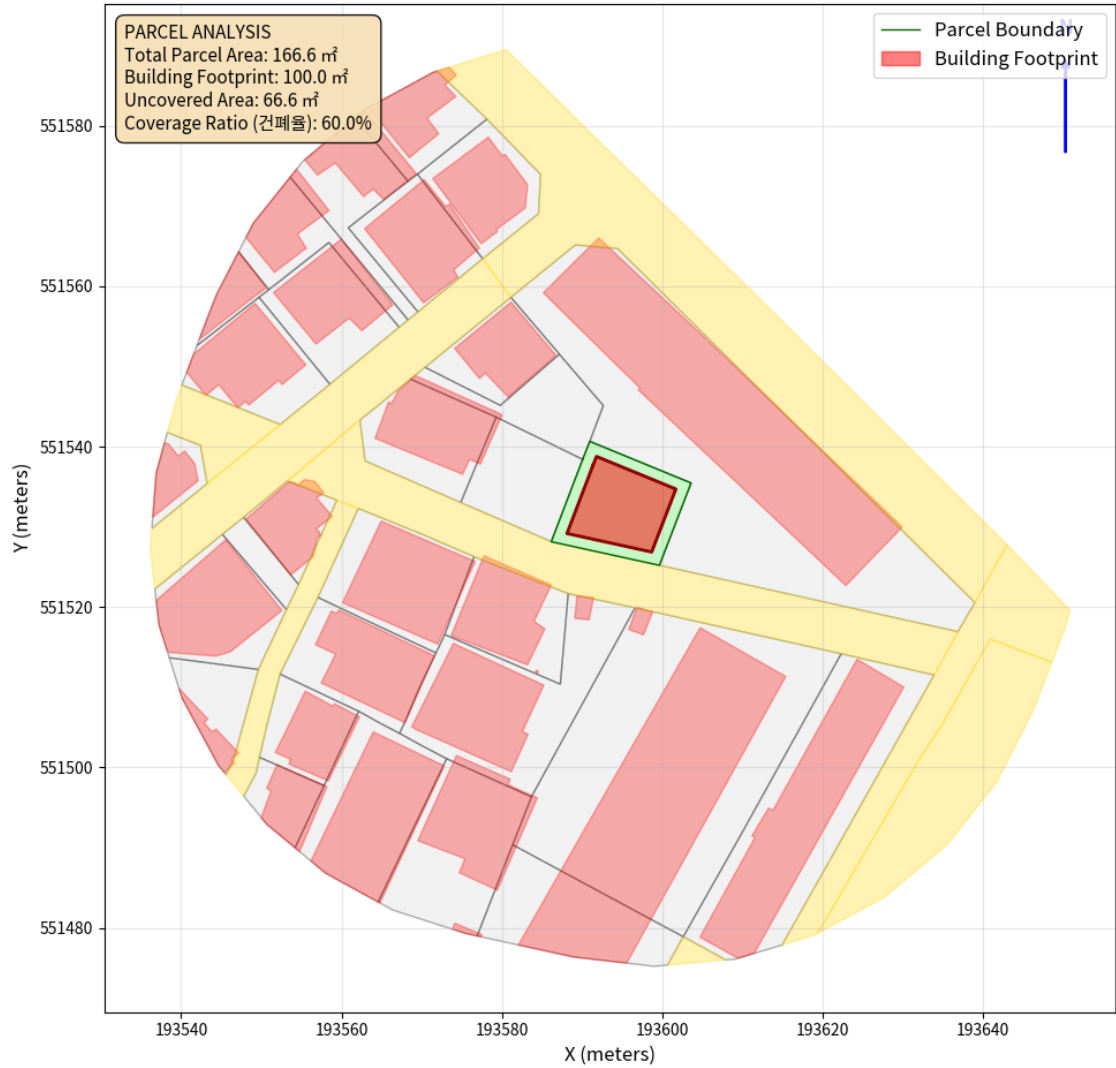 PARCEL ANALYSIS
Total Parcel Area: 166.6 ㎡
Building Footprint: 100.0 ㎡
Uncovered Area: 66.6 ㎡
Coverage Ratio (건폐율): 60.0%
Parcel Boundary
Building Footprint
N
551580
551560
551540
551520
551500
551480
Y (meters)
193540
193560
193580
193600
193620
193640
X (meters)